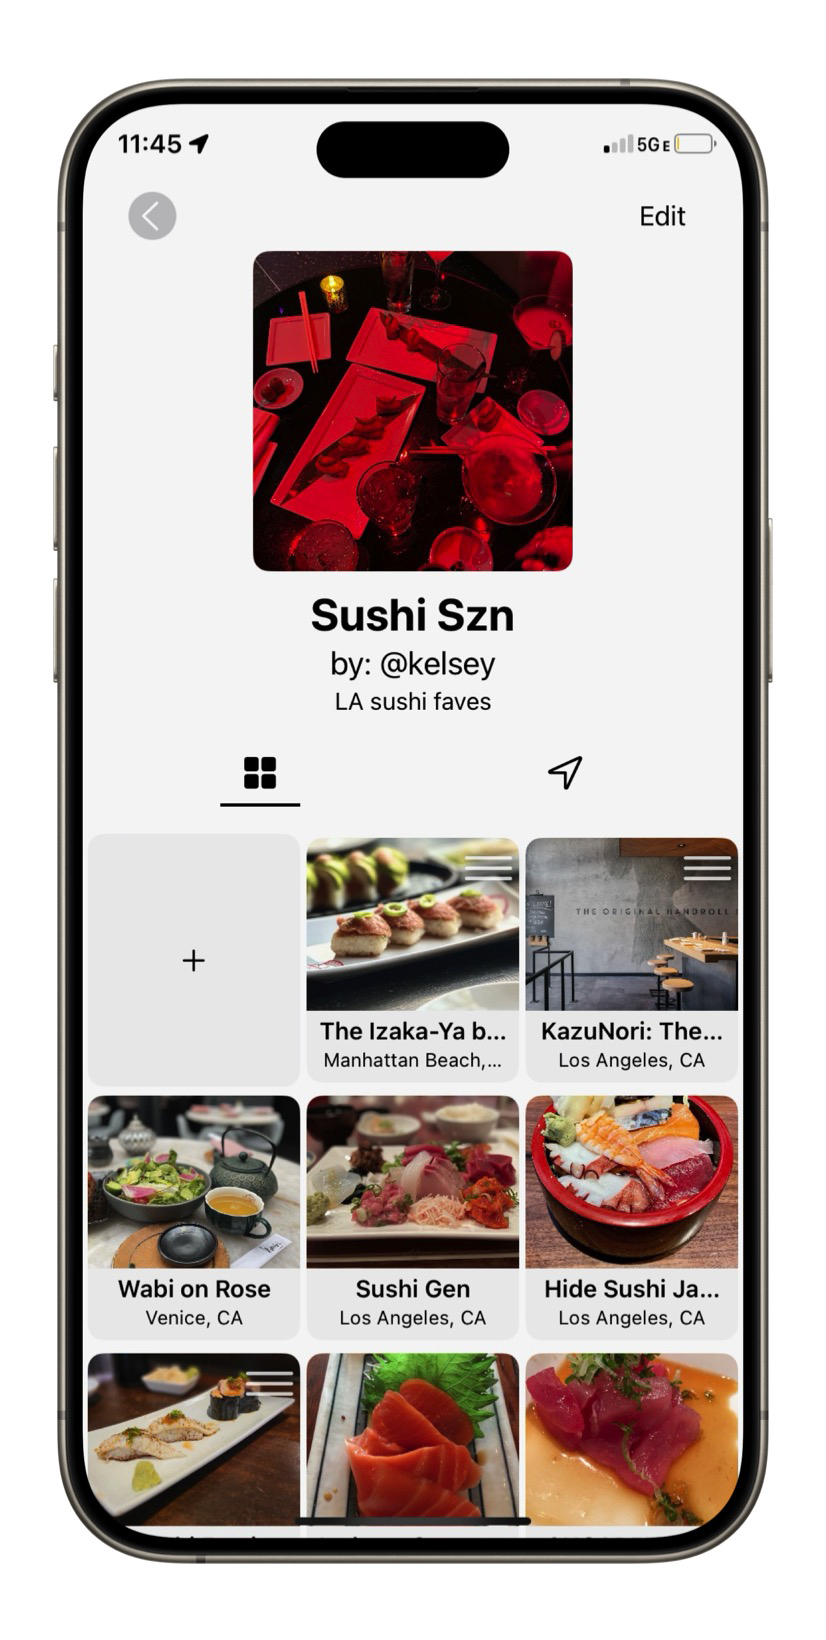 11:45
5GE
Edit
Sushi Szn
by: @kelsey
LA sushi faves
+
THE ORIGINAL HANDROLL
The Izaka-Ya b...
Manhattan Beach,...
KazuNori: The...
Los Angeles, CA
Wabi on Rose
Venice, CA
Sushi Gen
Los Angeles, CA
Hide Sushi Ja...
Los Angeles, CA